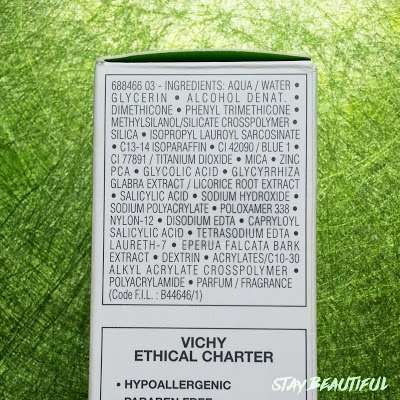 688466 03 - INGREDIENTS: AQUA / WATER •
GLYCERIN • ALCOHOL DENAT. •
DIMETHICONE • PHENYL TRIMETHICONE •
METHYLSILANOL/SILICATE CROSSPOLYMER •
• SILICA • ISOPROPYL LAUROYL SARCOSINATE
• C13-14 ISOPARAFFIN • CI 42090 / BLUE 1 •
CI 77891 / TITANIUM DIOXIDE • MICA • ZINC
PCA • GLYCOLIC ACID • GLYCYRRHIZA
GLABRA EXTRACT / LICORICE ROOT EXTRACT
• SALICYLIC ACID • SODIUM HYDROXIDE •
SODIUM POLYACRYLATE • POLOXAMER 338 •
NYLON-12 • DISODIUM EDTA • CAPRYLOYL
SALICYLIC ACID • TETRASODIUM EDTA •
LAURETH-7 • EPERUA FALCATA BARK
EXTRACT • DEXTRIN • ACRYLATES/C10-30
ALKYL ACRYLATE CROSSPOLYMER •
POLYACRYLAMIDE • PARFUM / FRAGRANCE
(Code F.I.L. : B44646/1)
VICHY
ETHICAL CHARTER
• HYPOALLERGENIC
• PARABEN FREE
STAY BEAUTIFUL